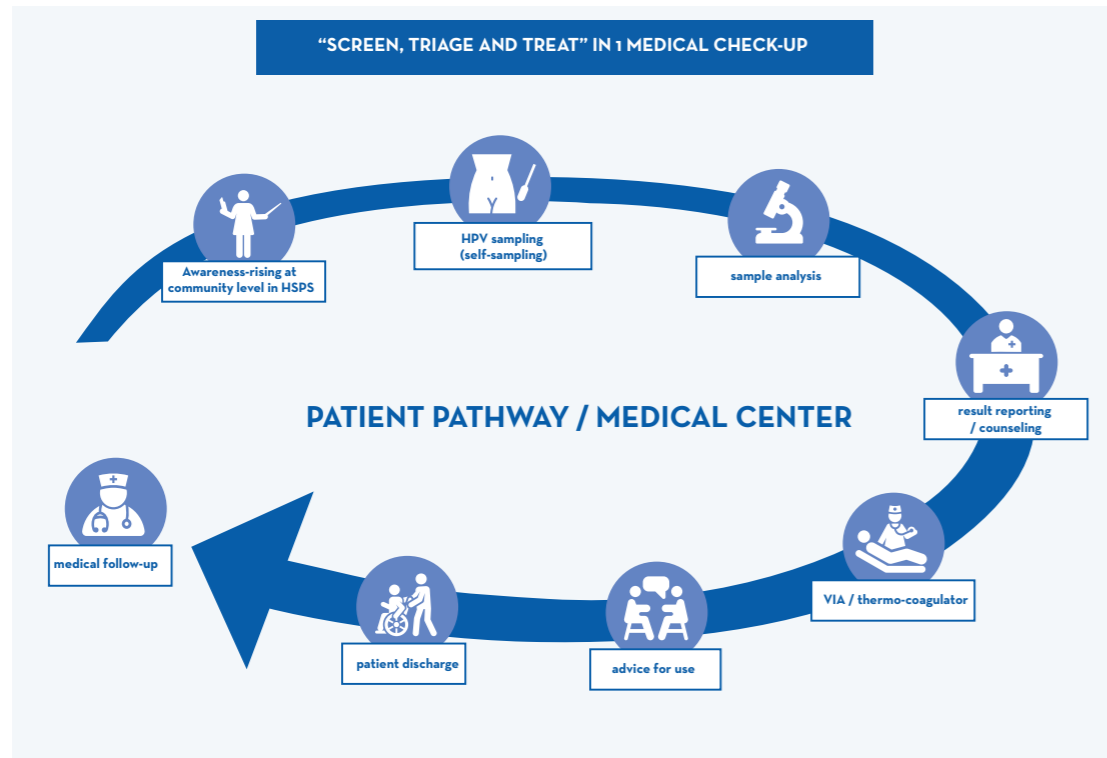 “SCREEN, TRIAGE AND TREAT” IN 1 MEDICAL CHECK-UP
Awareness-rising at
community level in HSPS
HPV sampling
(self-sampling)
sample analysis
result reporting
/ counseling
PATIENT PATHWAY / MEDICAL CENTER
VIA / thermo-coagulator
advice for use
patient discharge
medical follow-up